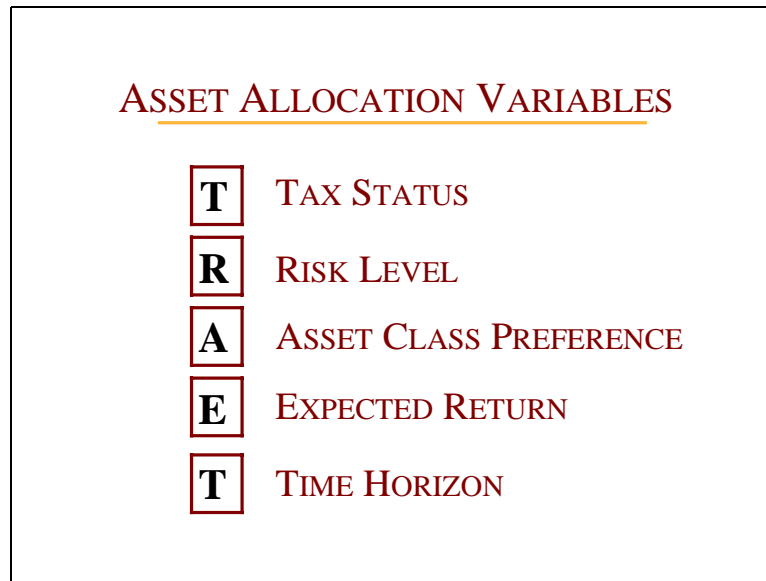 ASSET ALLOCATION VARIABLES
T TAX STATUS
R RISK LEVEL
A ASSET CLASS PREFERENCE
E EXPECTED RETURN
T TIME HORIZON